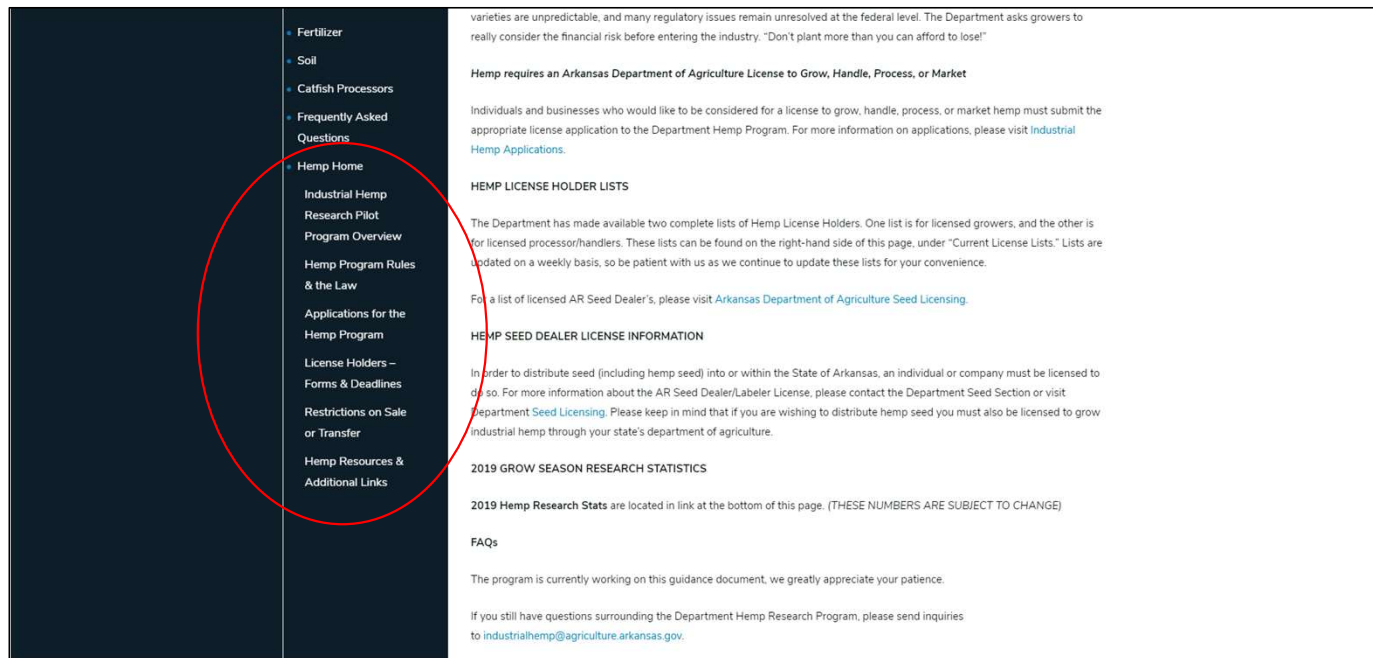 Fertilizer
Soil
Catfish Processors
Frequently Asked
Questions
Hemp Home
Industrial Hemp
Research Pilot
Program Overview
Hemp Program Rules
& the Law
Applications for the
Hemp Program
License Holders –
Forms & Deadlines
Restrictions on Sale
or Transfer
Hemp Resources &
Additional Links
varieties are unpredictable, and many regulatory issues remain unresolved at the federal level. The Department asks growers to
really consider the financial risk before entering the industry. “Don’t plant more than you can afford to lose!”
Hemp requires an Arkansas Department of Agriculture License to Grow, Handle, Process, or Market
Individuals and businesses who would like to be considered for a license to grow, handle, process, or market hemp must submit the
appropriate license application to the Department Hemp Program. For more information on applications, please visit Industrial
Hemp Applications.
HEMP LICENSE HOLDER LISTS
The Department has made available two complete lists of Hemp License Holders. One list is for licensed growers, and the other is
for licensed processor/handlers. These lists can be found on the right-hand side of this page, under “Current License Lists.” Lists are
updated on a weekly basis, so be patient with us as we continue to update these lists for your convenience.
For a list of licensed AR Seed Dealer’s, please visit Arkansas Department of Agriculture Seed Licensing.
HEMP SEED DEALER LICENSE INFORMATION
In order to distribute seed (including hemp seed) into or within the State of Arkansas, an individual or company must be licensed to
do so. For more information about the AR Seed Dealer/Labeler License, please contact the Department Seed Section or visit
Department Seed Licensing. Please keep in mind that if you are wishing to distribute hemp seed you must also be licensed to grow
industrial hemp through your state’s department of agriculture.
2019 GROW SEASON RESEARCH STATISTICS
2019 Hemp Research Stats are located in link at the bottom of this page. (THESE NUMBERS ARE SUBJECT TO CHANGE)
FAQs
The program is currently working on this guidance document, we greatly appreciate your patience.
If you still have questions surrounding the Department Hemp Research Program, please send inquiries
to industrialhemp@agriculture.arkansas.gov.